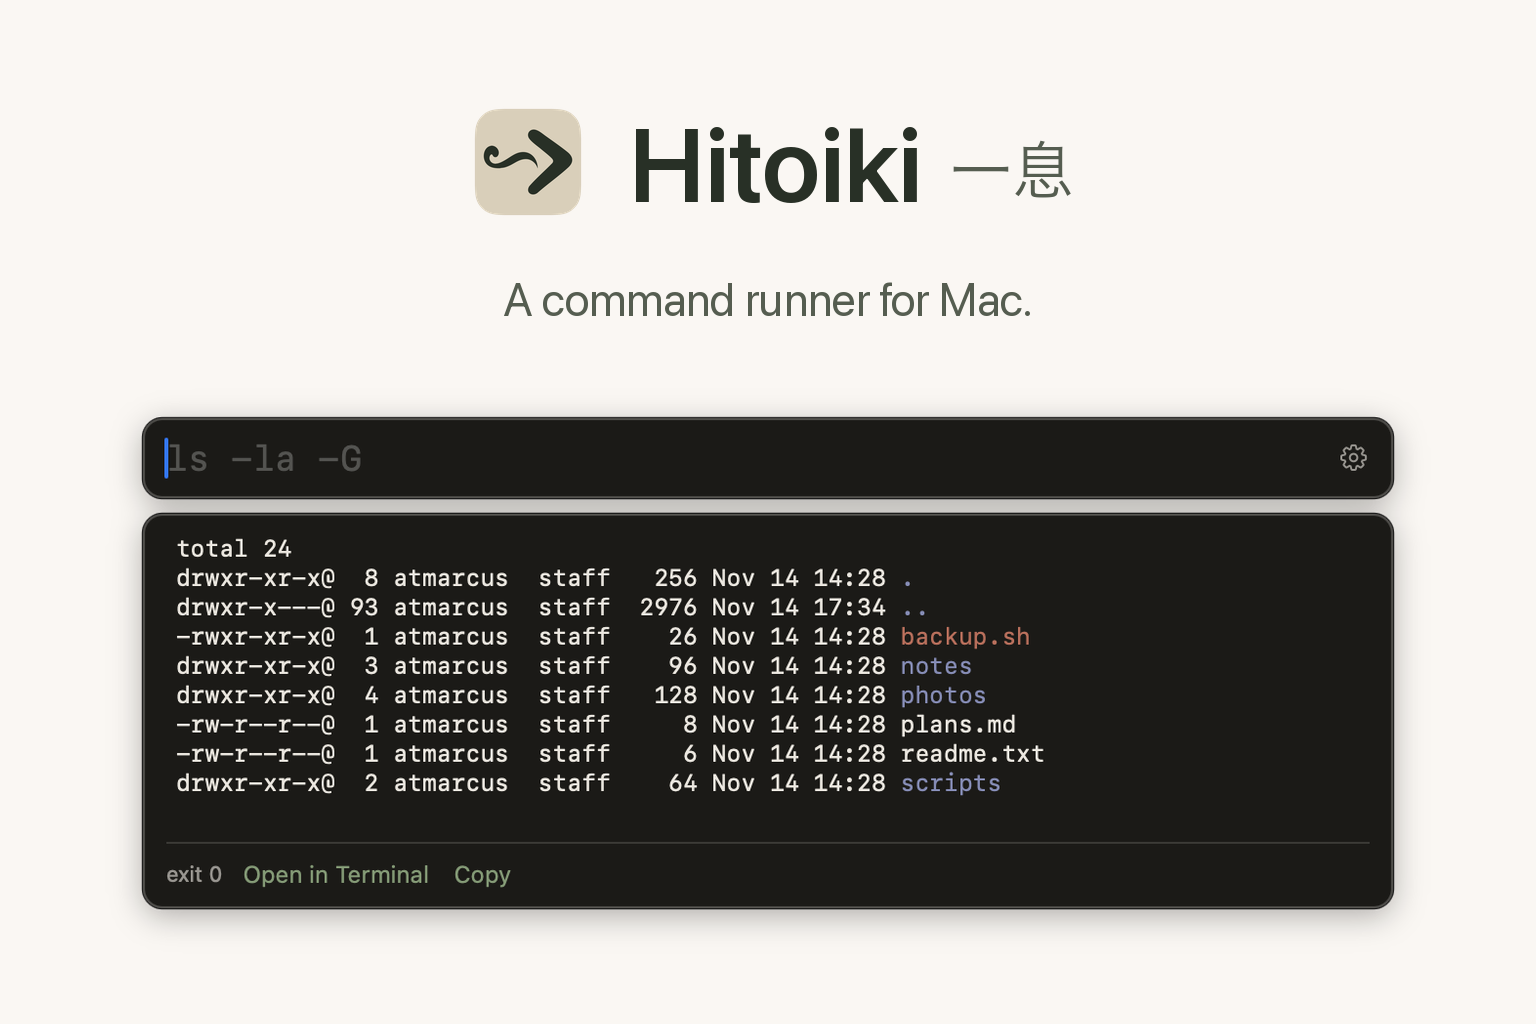 Hitoiki 一息
A command runner for Mac.
ls -la -G
total 24
drwxr-xr-x@  8 atmarcus  staff   256 Nov 14 14:28 .
drwxr-x---@ 93 atmarcus  staff  2976 Nov 14 17:34 ..
-rwxr-xr-x@  1 atmarcus  staff    26 Nov 14 14:28 backup.sh
drwxr-xr-x@  3 atmarcus  staff    96 Nov 14 14:28 notes
drwxr-xr-x@  4 atmarcus  staff   128 Nov 14 14:28 photos
-rw-r--r--@  1 atmarcus  staff     8 Nov 14 14:28 plans.md
-rw-r--r--@  1 atmarcus  staff     6 Nov 14 14:28 readme.txt
drwxr-xr-x@  2 atmarcus  staff    64 Nov 14 14:28 scripts
exit 0 Open in Terminal Copy